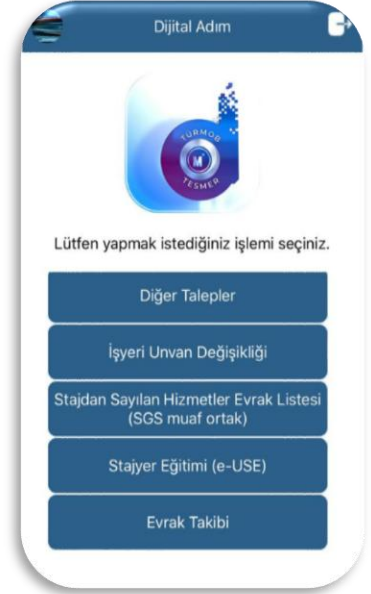 Dijital Adım
TÜRMOB
M
TESMER
Lütfen yapmak istediğiniz işlemi seçiniz.
Diğer Talepler
İşyeri Unvan Değişikliği
Stajdan Sayılan Hizmetler Evrak Listesi
(SGS muaf ortak)
Stajyer Eğitimi (e-USE)
Evrak Takibi